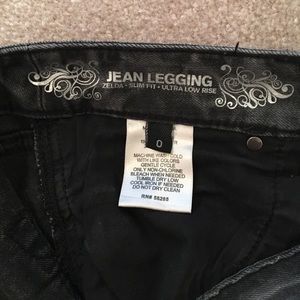 JEAN LEGGING
ZELDA • SLIM FIT • ULTRA LOW RISE
0
MACHINE WASH COLD
WITH LIKE COLORS
GENTLE CYCLE
ONLY NON-CHLORINE
BLEACH WHEN NEEDED
TUMBLE DRY LOW
COOL IRON IF NEEDED
DO NOT DRY CLEAN
RN# 55285